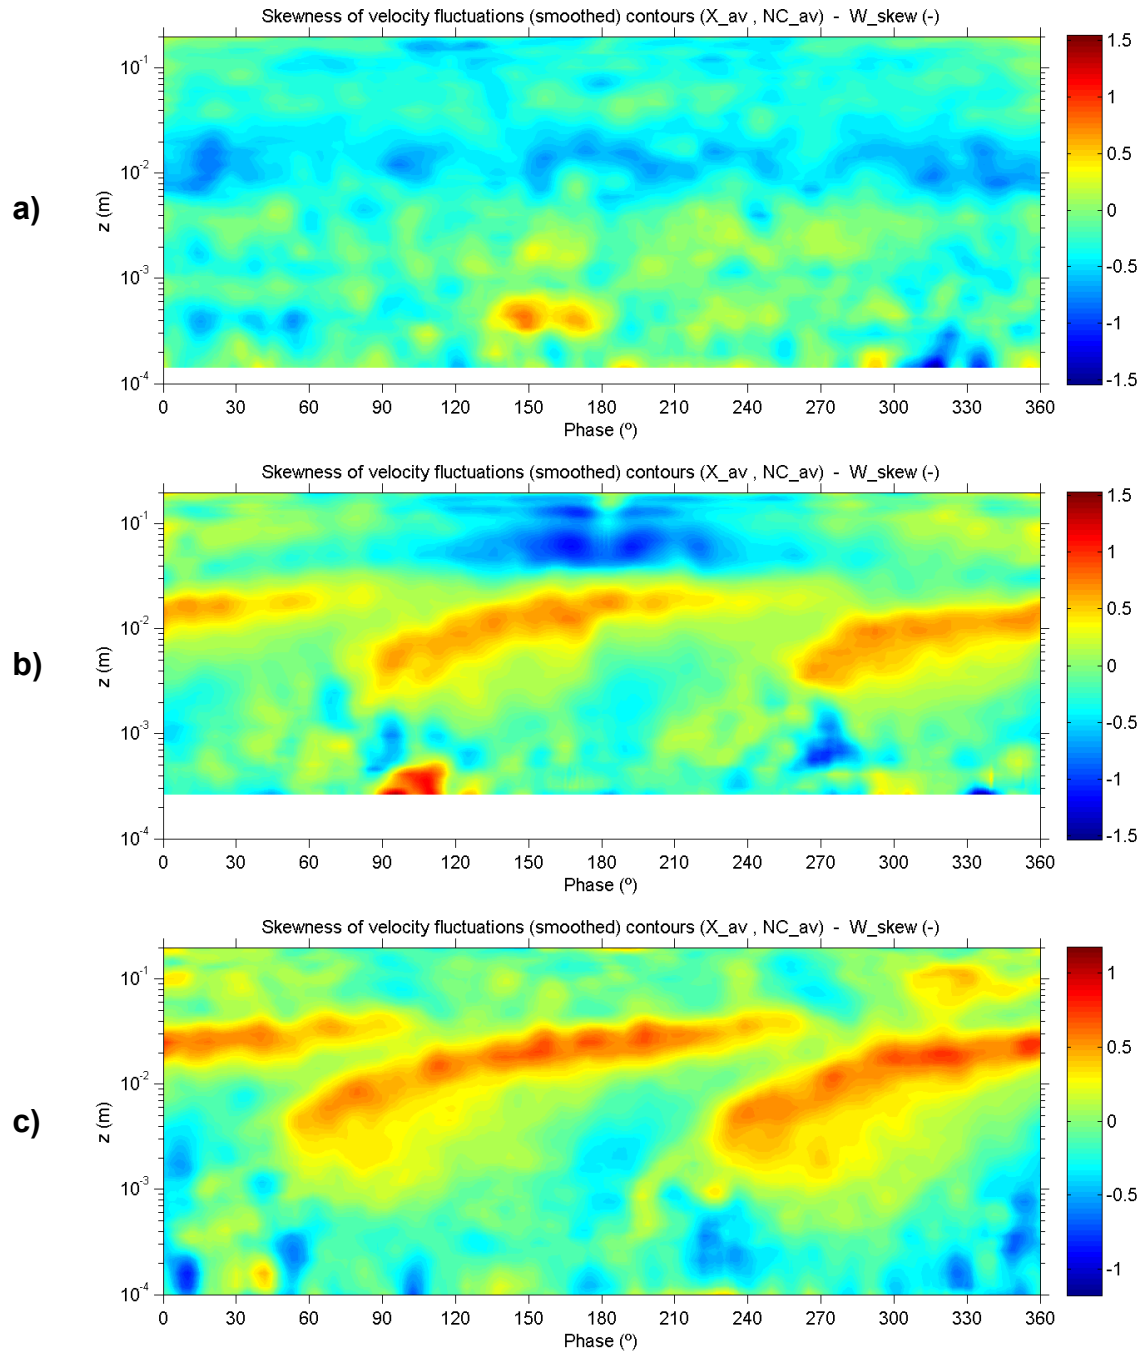 Skewness of velocity fluctuations (smoothed) contours (X_av , NC_av)  -  W_skew (-)
a)
z (m)
10-1
10-2
10-3
10-4
0 30 60 90 120 150 180 210 240 270 300 330 360
Phase (º)
1.5
1
0.5
0
-0.5
-1
-1.5
Skewness of velocity fluctuations (smoothed) contours (X_av , NC_av)  -  W_skew (-)
b)
z (m)
10-1
10-2
10-3
10-4
0 30 60 90 120 150 180 210 240 270 300 330 360
Phase (º)
1.5
1
0.5
0
-0.5
-1
-1.5
Skewness of velocity fluctuations (smoothed) contours (X_av , NC_av)  -  W_skew (-)
c)
z (m)
10-1
10-2
10-3
10-4
0 30 60 90 120 150 180 210 240 270 300 330 360
Phase (º)
1
0.5
0
-0.5
-1